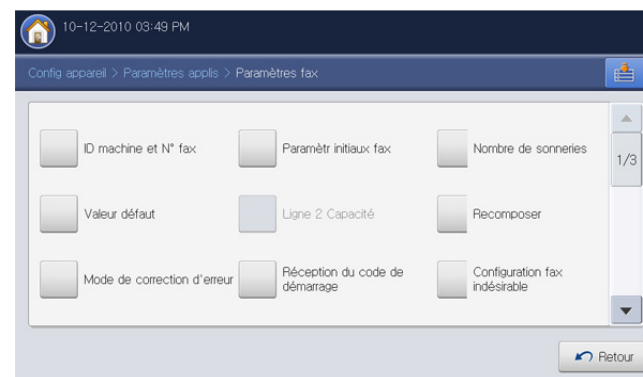 10-12-2010 03:49 PM
Config appareil > Paramètres applis > Paramètres fax
ID machine et N° fax
Paramètr initiaux fax
Nombre de sonneries
1/3
Valeur défaut
Ligne 2 Capacité
Recomposer
Mode de correction d'erreur
Réception du code de
démarrage
Configuration fax
indésirable
Retour